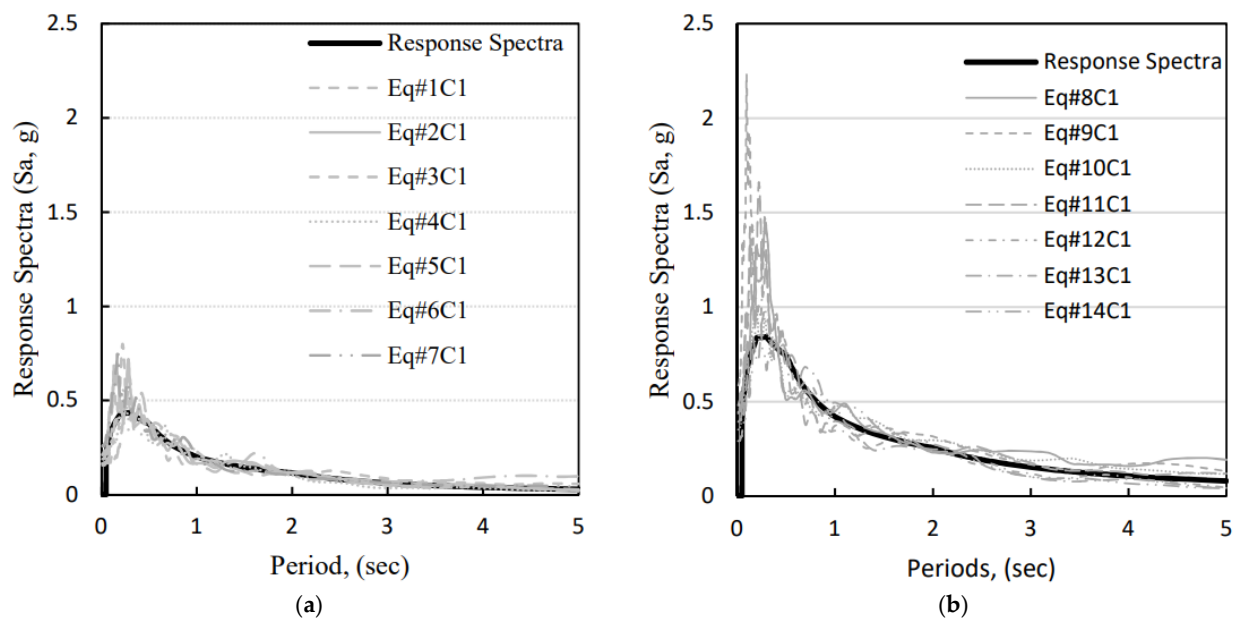 2.5
2
1.5
1
0.5
0
Response Spectra (Sa, g)
Response Spectra
Eq#1C1
Eq#2C1
Eq#3C1
Eq#4C1
Eq#5C1
Eq#6C1
Eq#7C1
0 1 2 3 4 5
Period, (sec)
(a)
2.5
2
1.5
1
0.5
0
Response Spectra (Sa, g)
Response Spectra
Eq#8C1
Eq#9C1
Eq#10C1
Eq#11C1
Eq#12C1
Eq#13C1
Eq#14C1
0 1 2 3 4 5
Periods, (sec)
(b)